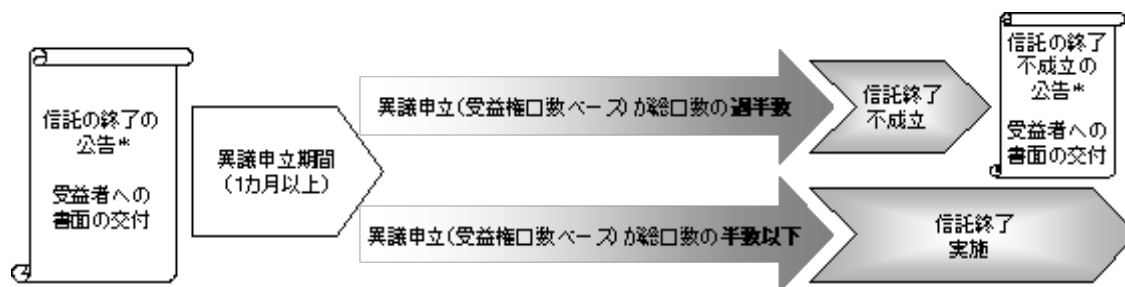 信託の終了の
公告*
受益者への
書面の交付
異議申立期間
(1カ月以上)
異議申立(受益権口数ベース)が総口数の過半数
信託終了
不成立
信託の終了
不成立の
公告*
受益者への
書面の交付
異議申立(受益権口数ベース)が総口数の半数以下
信託終了
実施